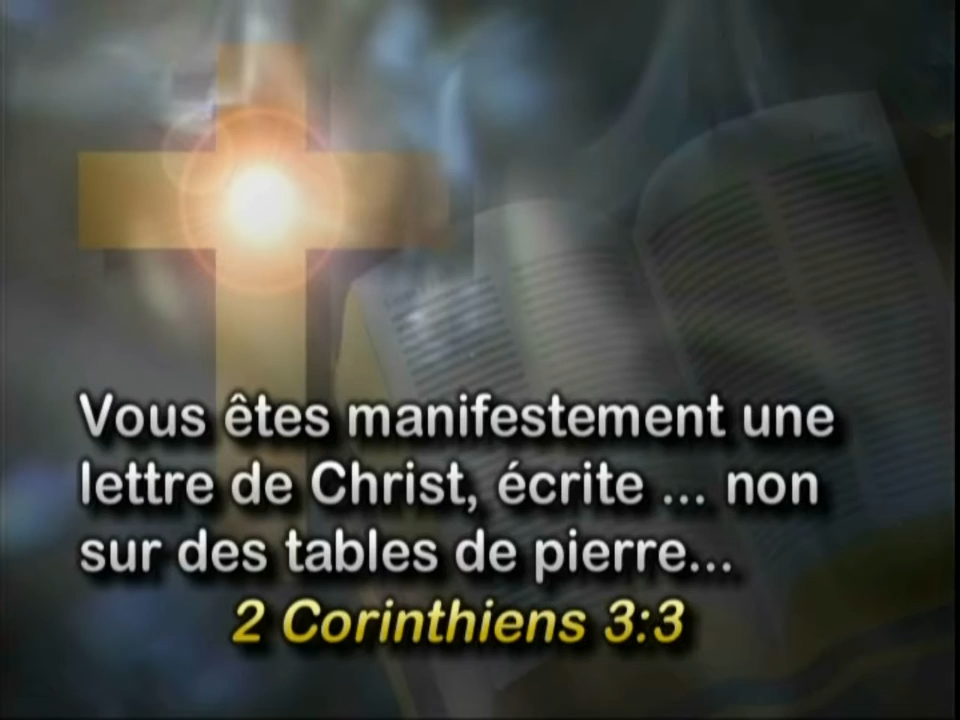 Vous êtes manifestement une
lettre de Christ, écrite ... non
sur des tables de pierre...
2 Corinthiens 3:3